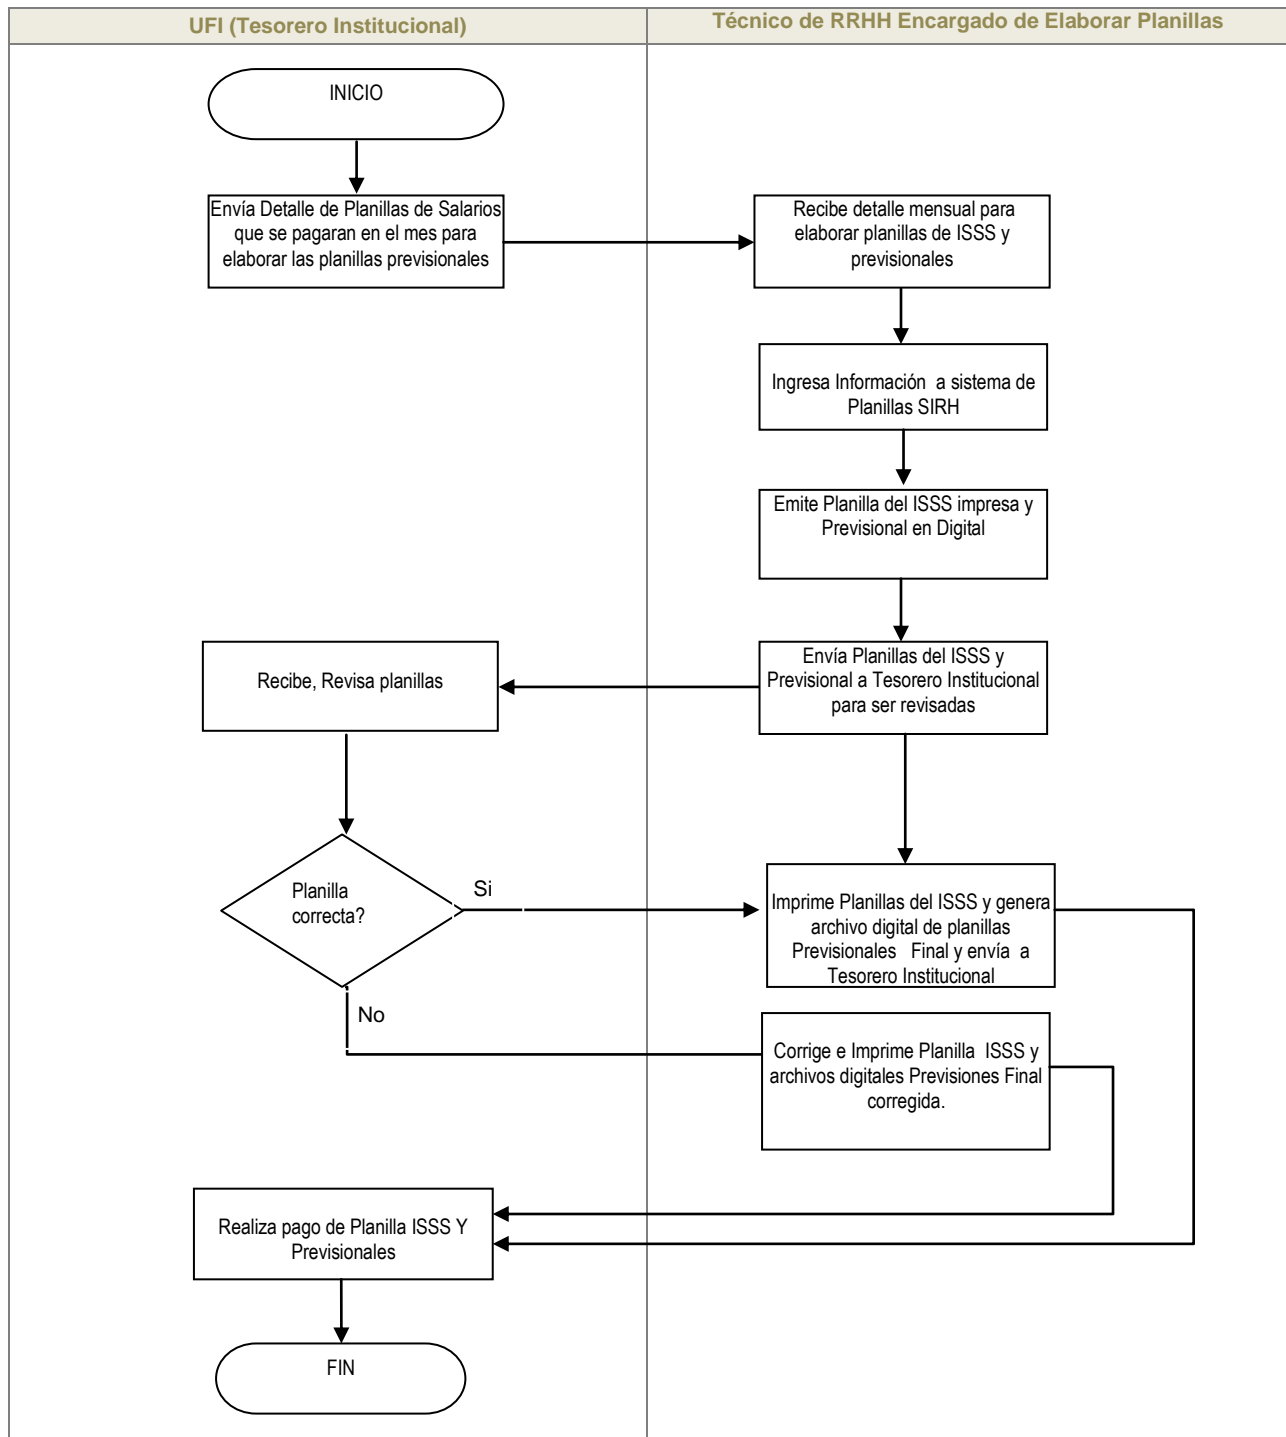 UFI (Tesorero Institucional)
Técnico de RRHH Encargado de Elaborar Planillas
INICIO
Envía Detalle de Planillas de Salarios
que se pagaran en el mes para
elaborar las planillas previsionales
Recibe detalle mensual para
elaborar planillas de ISSS y
previsionales
Ingresa Información a sistema de
Planillas SIRH
Emite Planilla del ISSS impresa y
Previsional en Digital
Envía Planillas del ISSS y
Previsional a Tesorero Institucional
para ser revisadas
Recibe, Revisa planillas
Planilla
correcta?
Si
Imprime Planillas del ISSS y genera
archivo digital de planillas
Previsionales Final y envía a
Tesorero Institucional
No
Corrige e Imprime Planilla ISSS y
archivos digitales Previsiones Final
corregida.
Realiza pago de Planilla ISSS Y
Previsionales
FIN